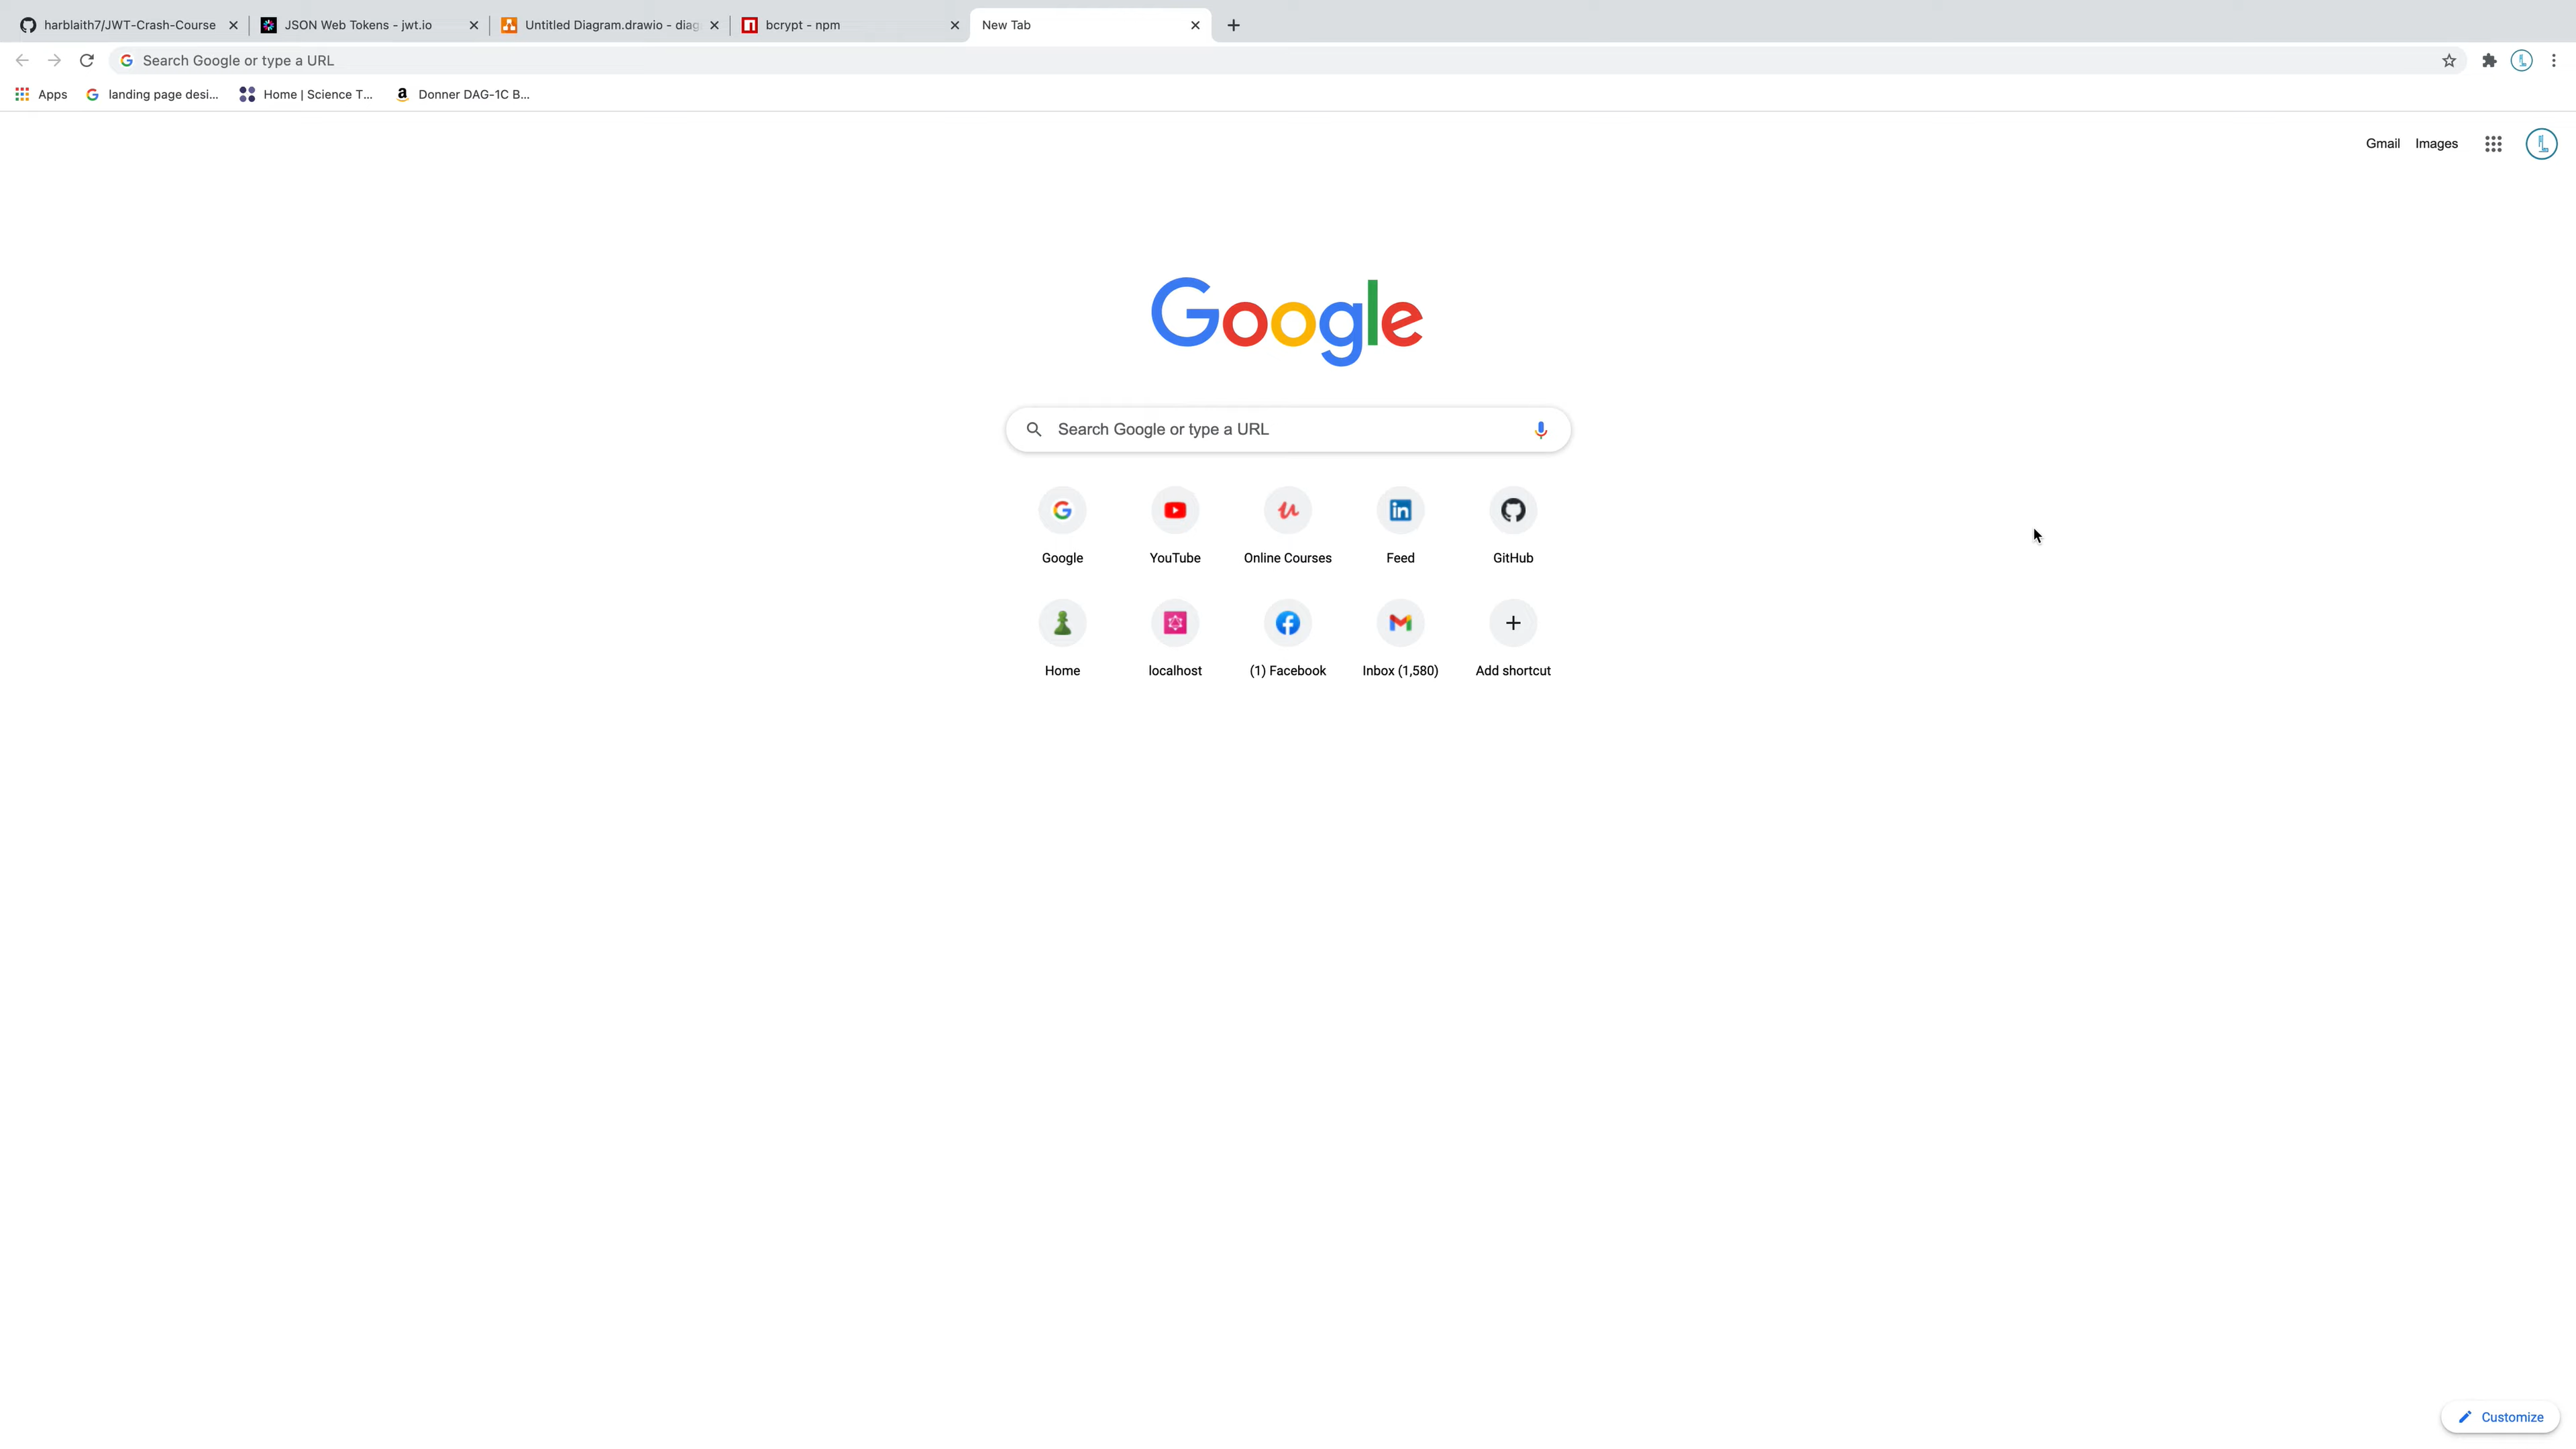 harblaith7/JWT-Crash-Course
JSON Web Tokens - jwt.io
Untitled Diagram.drawio - diag
bcrypt - npm
New Tab
Search Google or type a URL
Apps
landing page desi...
Home | Science T...
Donner DAG-1C B...
Gmail
Images
Google
Search Google or type a URL
Google
YouTube
Online Courses
Feed
GitHub
Home
localhost
(1) Facebook
Inbox (1,580)
Add shortcut
Customize